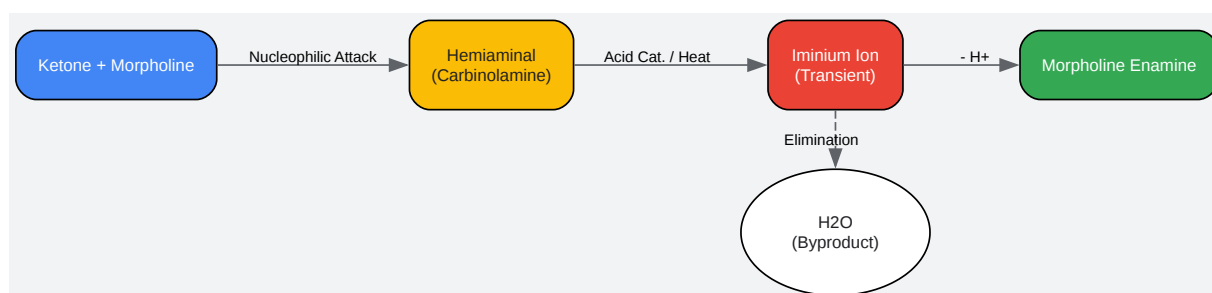 Ketone + Morpholine
Nucleophilic Attack
Hemiaminal
(Carbinolamine)
Acid Cat. / Heat
Iminium Ion
(Transient)
- H+
Morpholine Enamine
Elimination
H2O
(Byproduct)